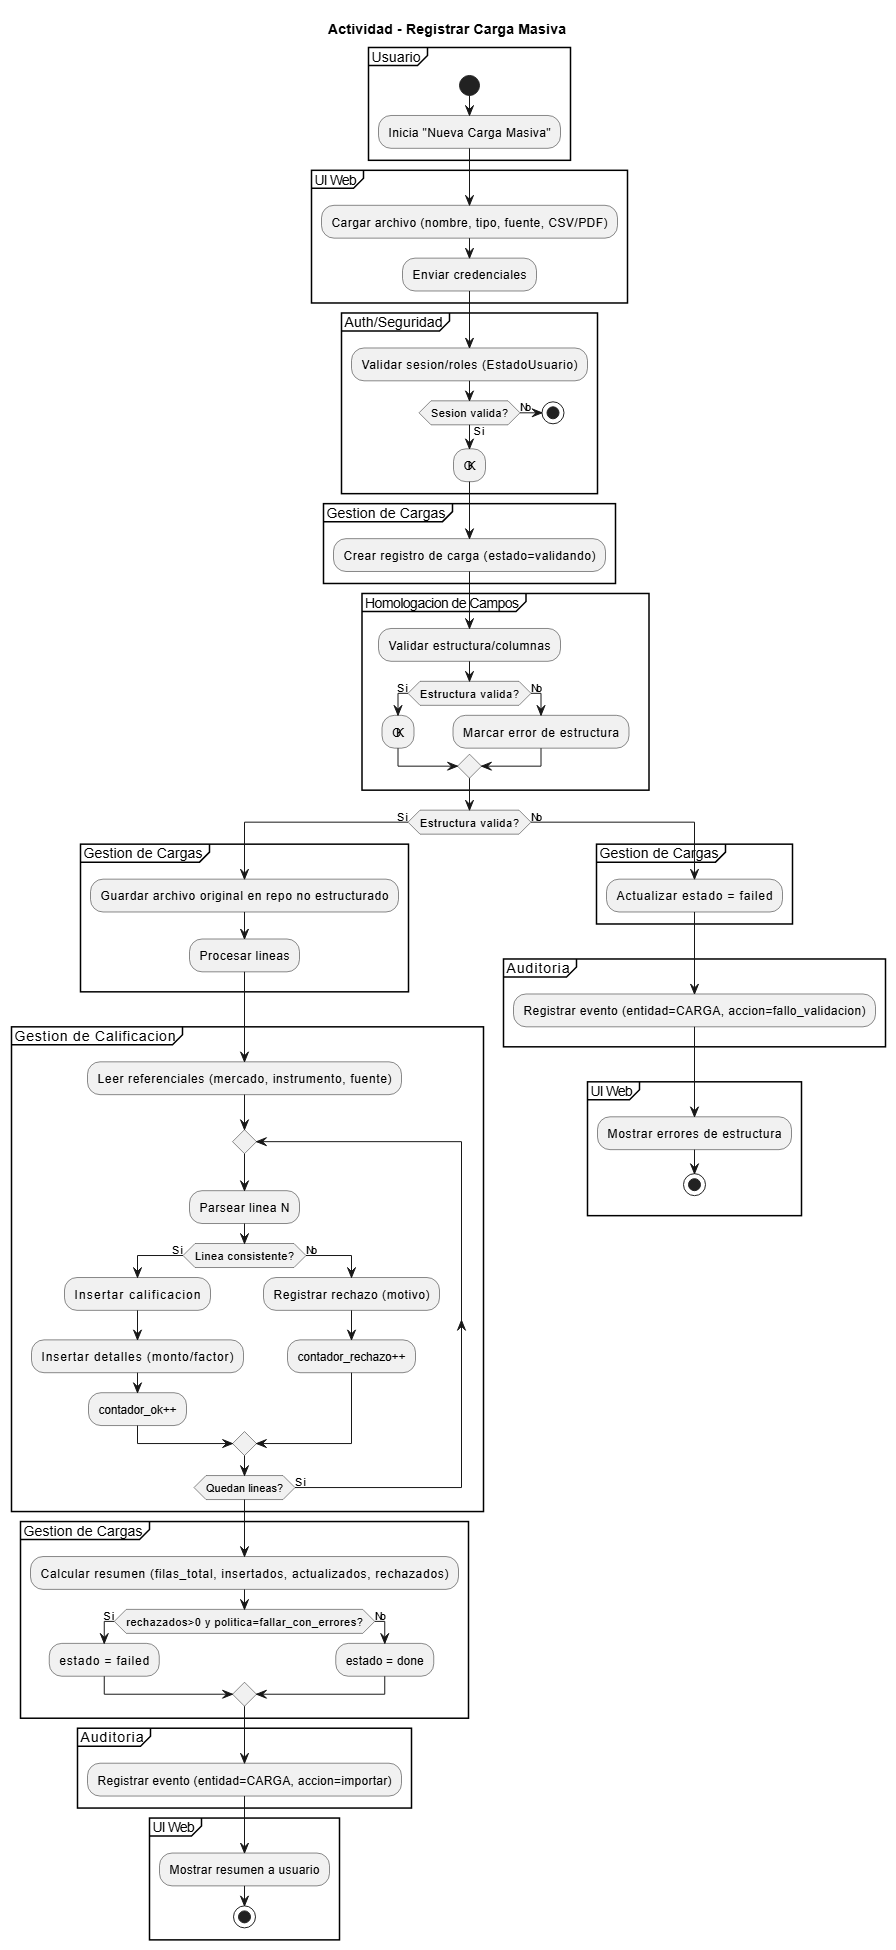 Actividad - Registrar Carga Masiva
Usuario
Inicia "Nueva Carga Masiva"
UI Web
Cargar archivo (nombre, tipo, fuente, CSV/PDF)
Enviar credenciales
Auth/Seguridad
Validar sesion/roles (EstadoUsuario)
Sesion valida?
No
Si
OK
Gestion de Cargas
Crear registro de carga (estado=validando)
Homologacion de Campos
Validar estructura/columnas
Si
Estructura valida?
No
OK
Marcar error de estructura
Si
Estructura valida?
No
Gestion de Cargas
Guardar archivo original en repo no estructurado
Procesar lineas
Gestion de Cargas
Actualizar estado = failed
Auditoria
Registrar evento (entidad=CARGA, accion=fallo_validacion)
UI Web
Mostrar errores de estructura
Gestion de Calificacion
Leer referenciales (mercado, instrumento, fuente)
Parsear linea N
Si
Linea consistente?
No
Insertar calificacion
Registrar rechazo (motivo)
Insertar detalles (monto/factor)
contador_rechazo++
contador_ok++
Quedan lineas?
Si
Gestion de Cargas
Calcular resumen (filas_total, insertados, actualizados, rechazados)
Si
rechazados>0 y politica=fallar_con_errores?
No
estado = failed
estado = done
Auditoria
Registrar evento (entidad=CARGA, accion=importar)
UI Web
Mostrar resumen a usuario